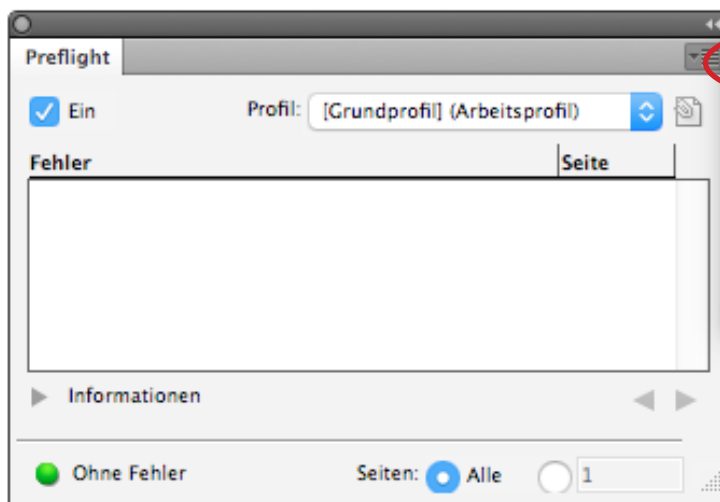 Preflight
Ein Profil: [Grundprofil] (Arbeitsprofil)
Fehler Seite
Informationen
Ohne Fehler Seiten: Alle 1